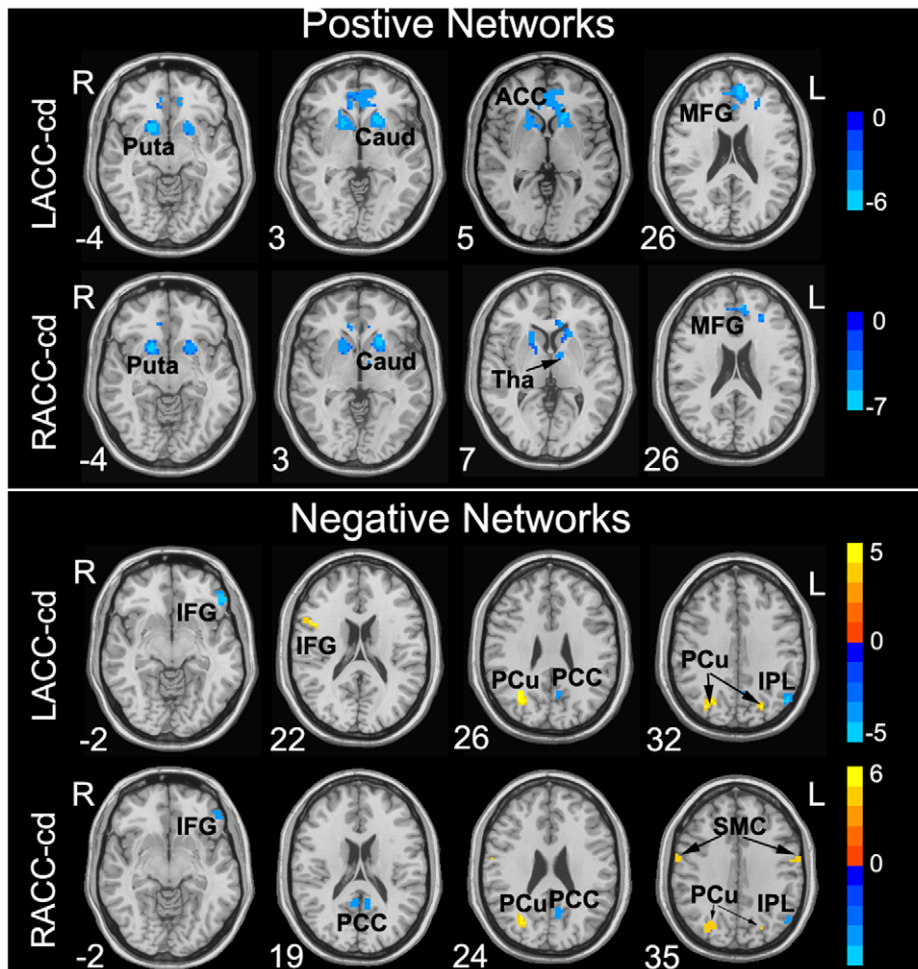 Postive Networks
LACC-cd
R
Puta
-4
Caud
3
ACC
5
MFG
26
L
0
-6
RACC-cd
R
Puta
-4
Caud
3
Tha
7
MFG
26
L
0
-7
Negative Networks
LACC-cd
R
IFG
-2
IFG
22
PCu PCC
26
PCu
IPL
32
L
5
0
-5
RACC-cd
R
IFG
-2
PCC
19
PCu PCC
24
SMC
PCu
IPL
35
L
6
0